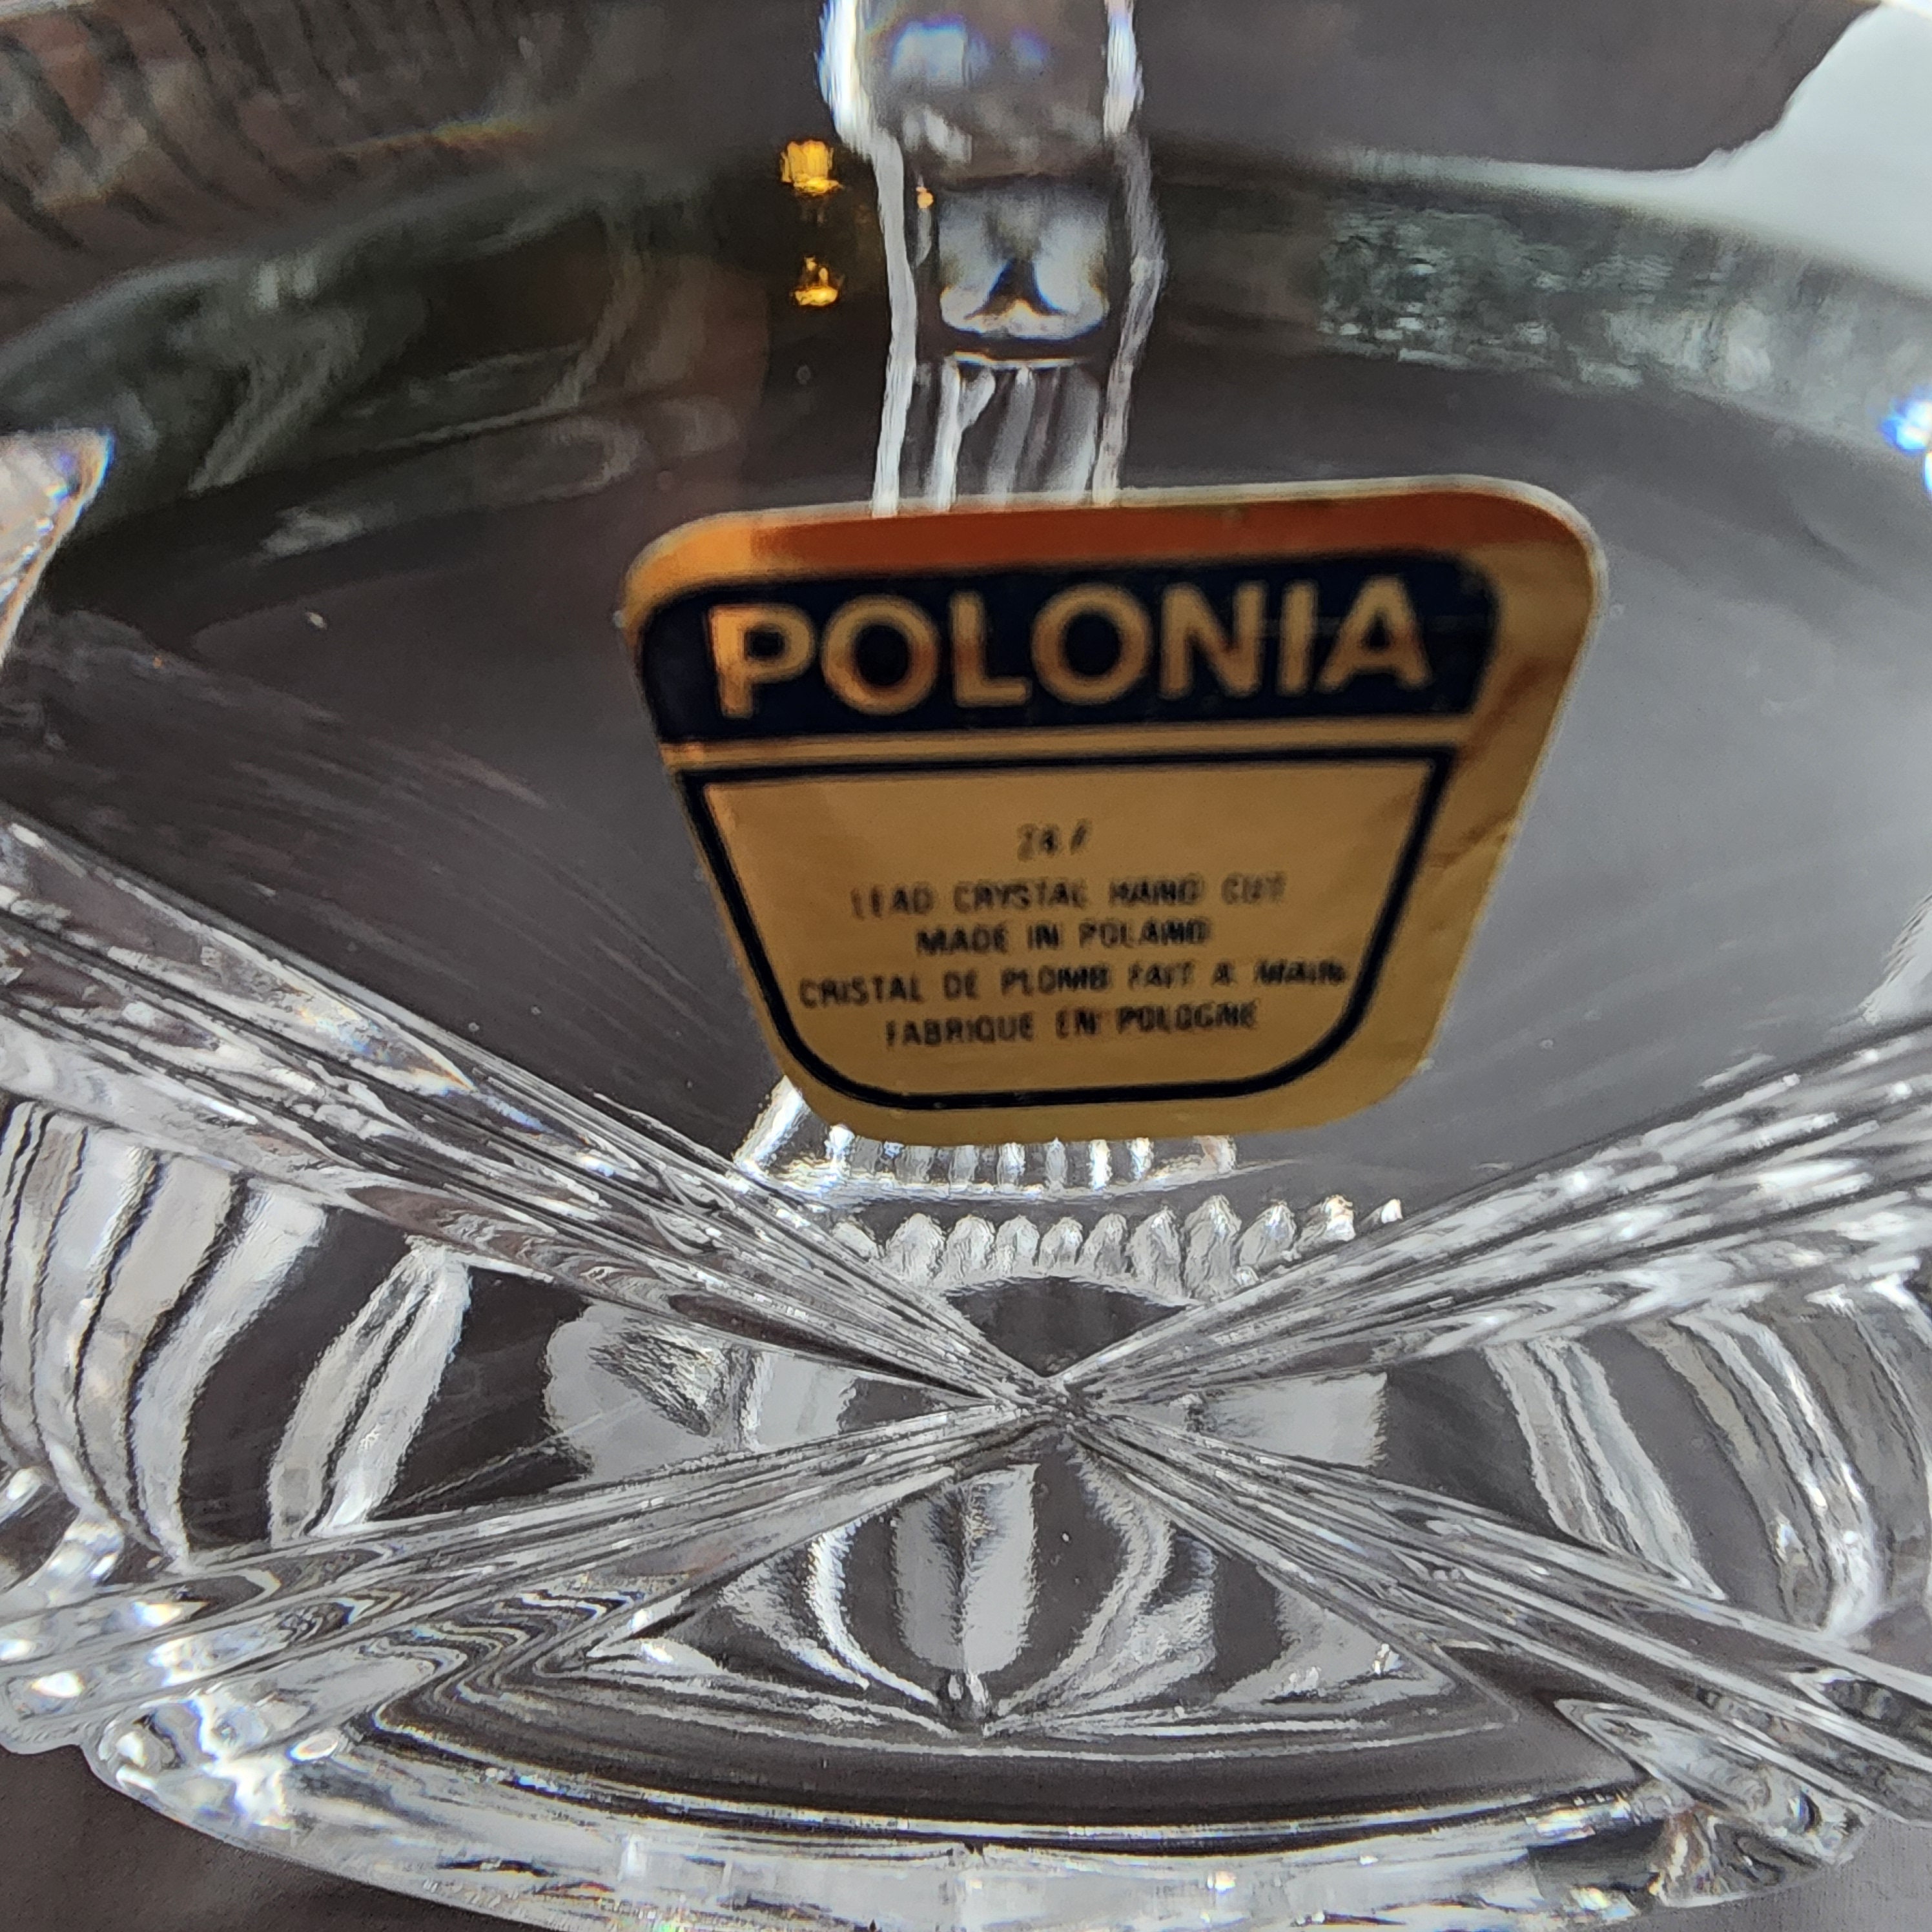 POLONIA
LEAD CRYSTAL HAND CUT
MADE IN POLAND
CRISTAL DE PLOMB FAIT A MAIN
FABRIQUE EN POLOGNE